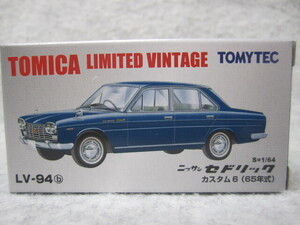 TOMICA LIMITED VINTAGE TOMYTEC
S=1/64
LV-94ⓑ ニッサン セドリック
カスタム6 (65年式)